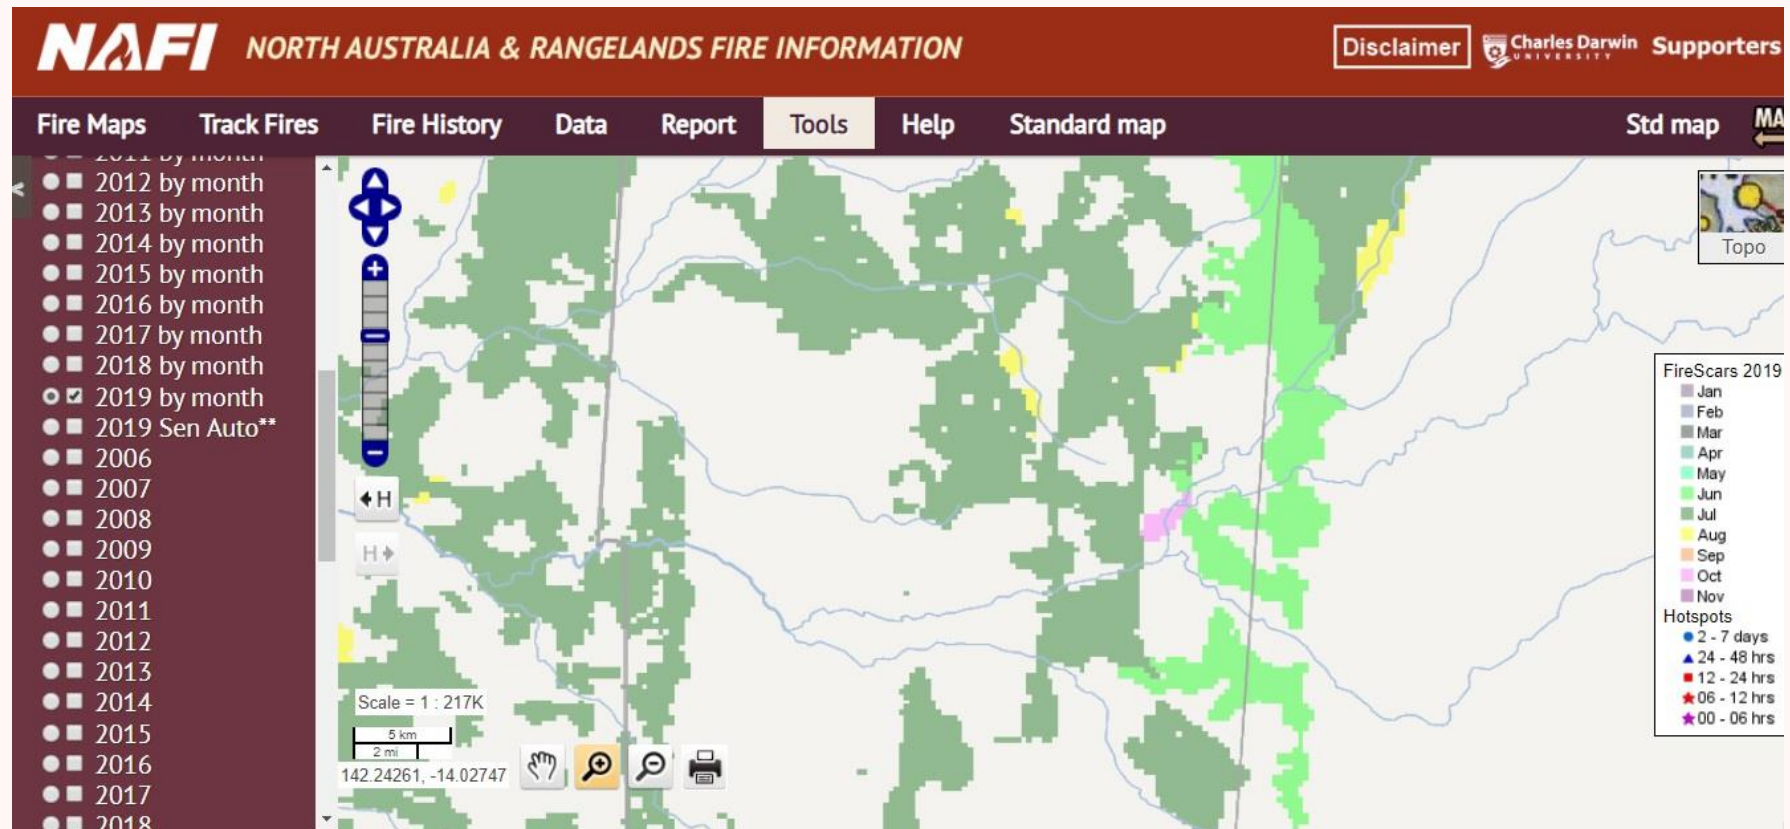 NAFI NORTH AUSTRALIA & RANGELANDS FIRE INFORMATION
Disclaimer
Charles Darwin
UNIVERSITY
Supporters
Fire Maps Track Fires Fire History Data Report Tools Help Standard map Std map MA
<
2011 by month
2012 by month
2013 by month
2014 by month
2015 by month
2016 by month
2017 by month
2018 by month
2019 by month
2019 Sen Auto**
2006
2007
2008
2009
2010
2011
2012
2013
2014
2015
2016
2017
2018
H
H
Scale = 1 : 217K
5 km
2 mi
142.24261, -14.02747
Topo
FireScars 2019
Jan
Feb
Mar
Apr
May
Jun
Jul
Aug
Sep
Oct
Nov
Hotspots
2 - 7 days
24 - 48 hrs
12 - 24 hrs
06 - 12 hrs
00 - 06 hrs